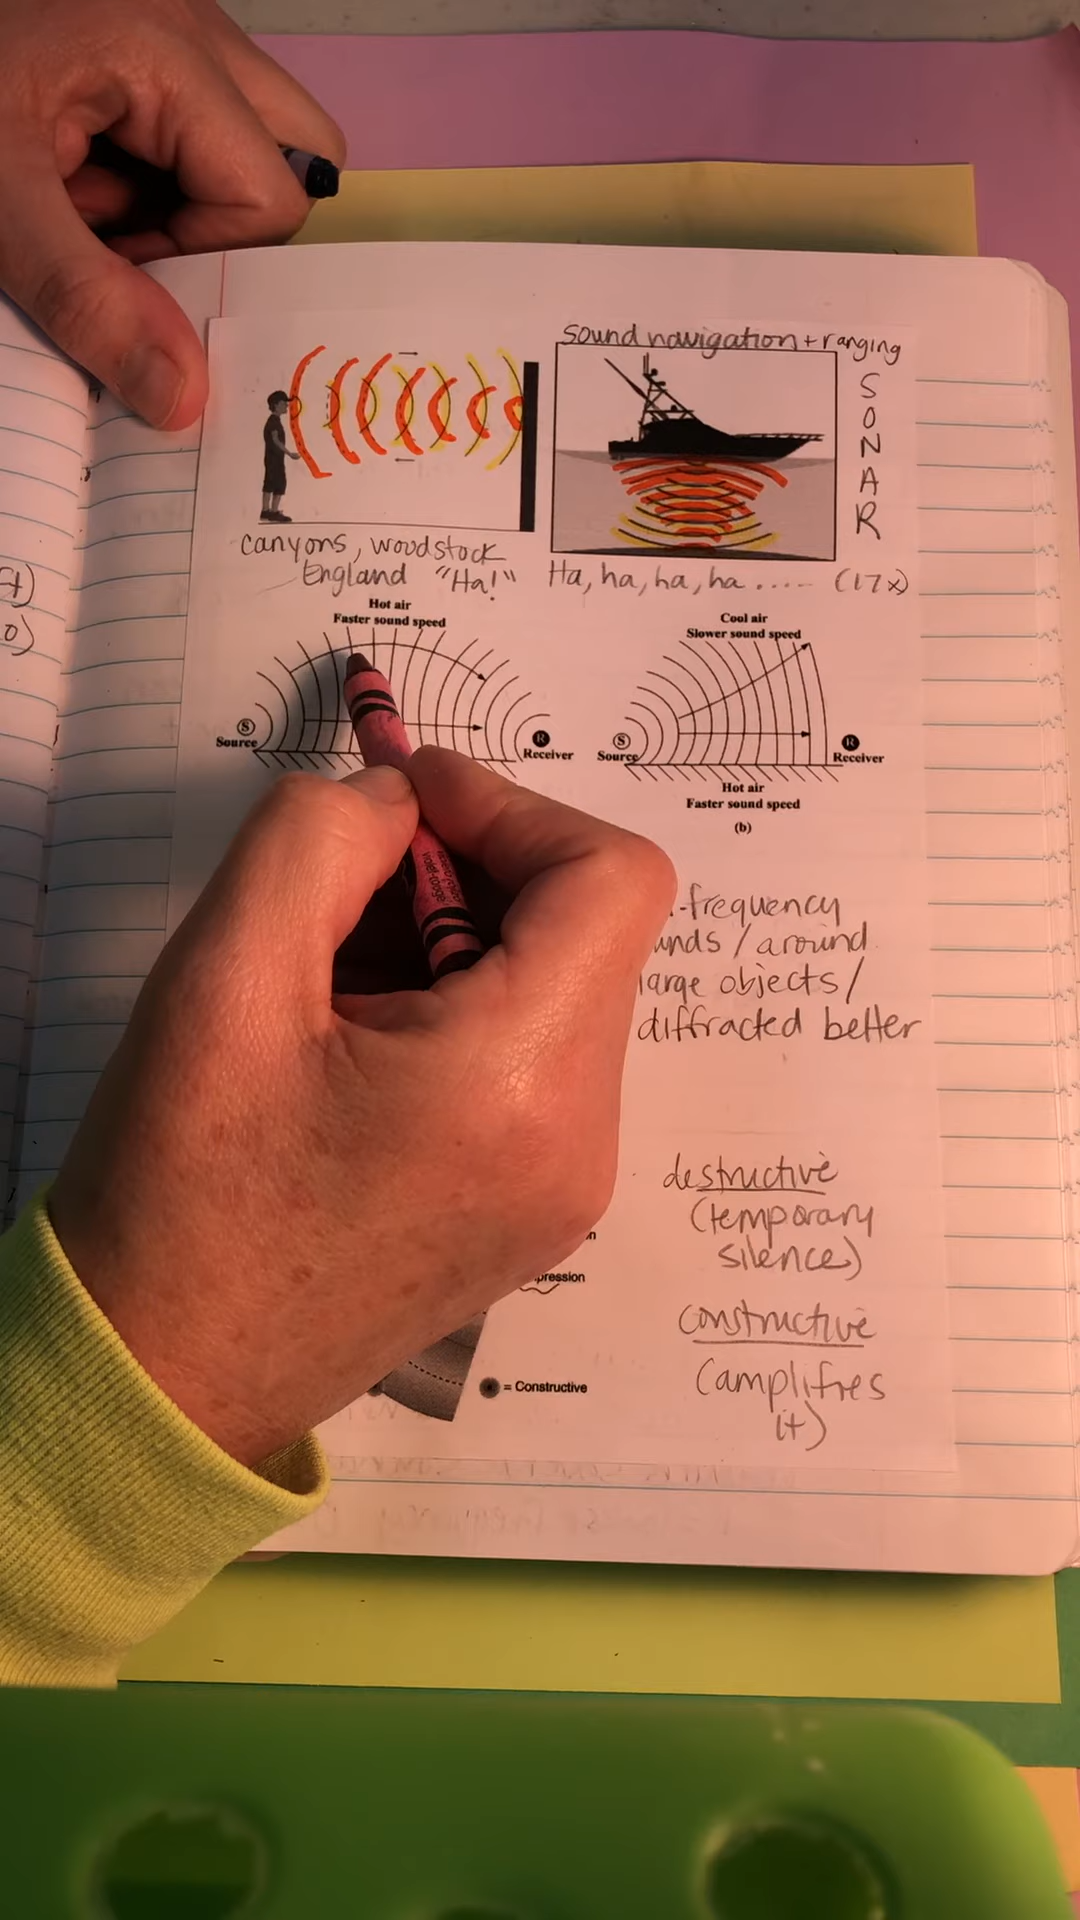 sound navigation + ranging
S
O
N
A
R
canyons, woodstock
England "Ha!"
Ha, ha, ha, ha ..... (17x)
Hot air
Faster sound speed
S
Source
R
Receiver
Cool air
Slower sound speed
S
Source
R
Receiver
Hot air
Faster sound speed
(b)
-frequency
unds / around
large objects /
diffracted better
destructive
(temporary
silence)
pression
constructive
= Constructive
(amplifies
it)